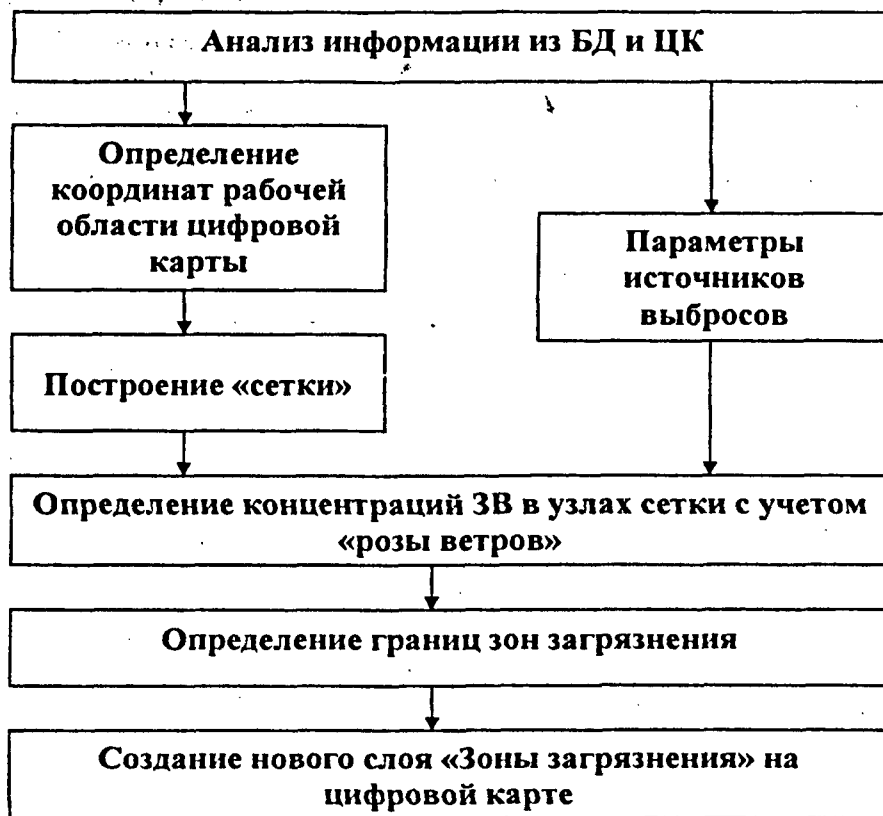 Анализ информации из БД и ЦК
Определение
координат рабочей
области цифровой
карты
Параметры
источников
выбросов
Построение «сетки»
Определение концентраций ЗВ в узлах сетки с учетом
«розы ветров»
Определение границ зон загрязнения
Создание нового слоя «Зоны загрязнения» на
цифровой карте